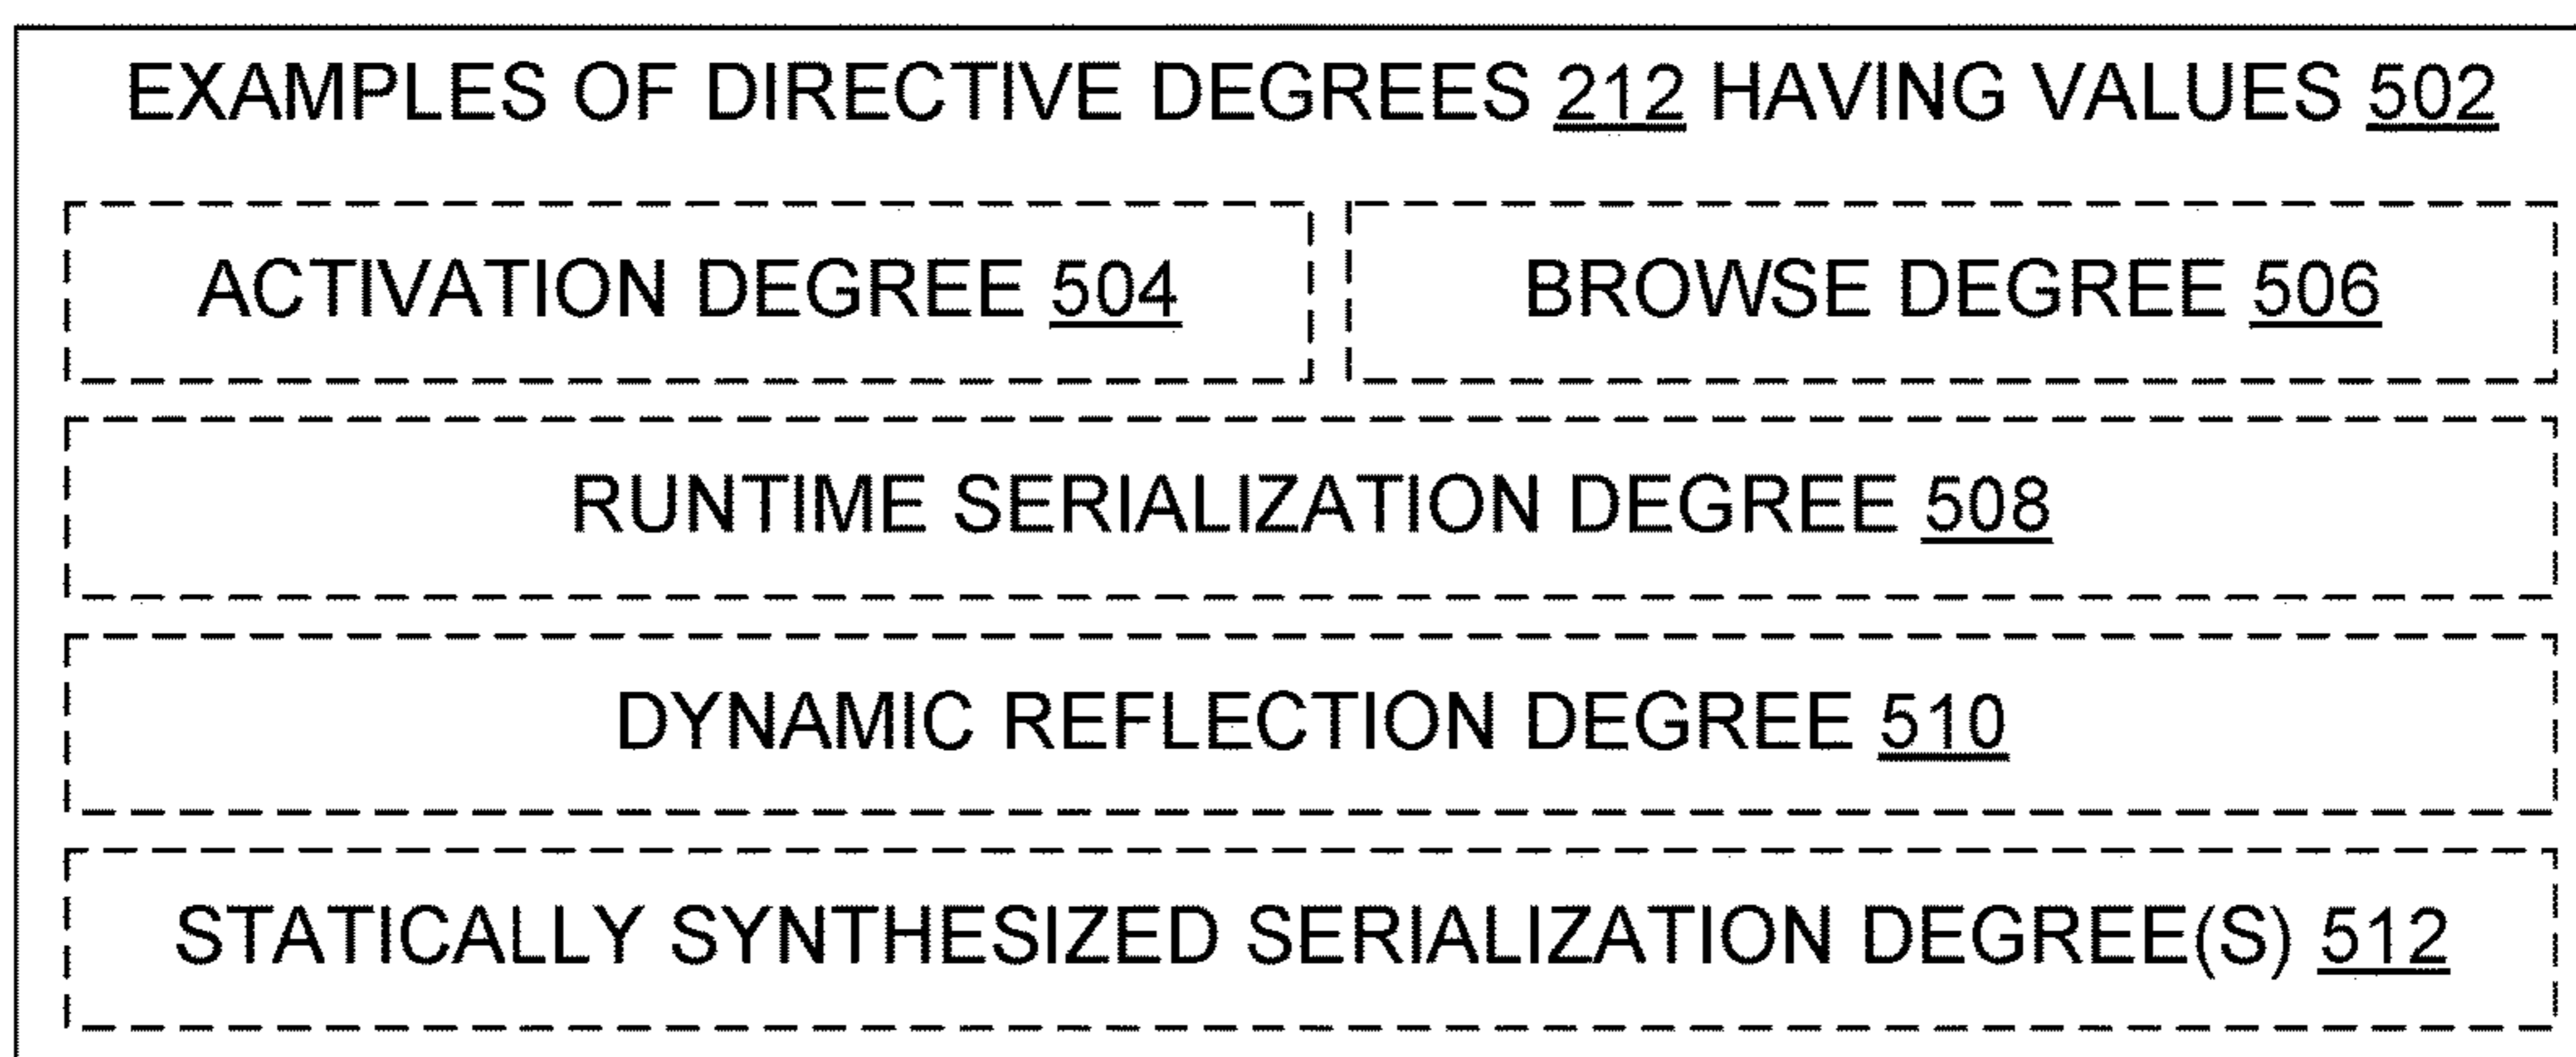 EXAMPLES OF DIRECTIVE DEGREES 212 HAVING VALUES 502
ACTIVATION DEGREE 504
BROWSE DEGREE 506
RUNTIME SERIALIZATION DEGREE 508
DYNAMIC REFLECTION DEGREE 510
STATICALLY SYNTHESIZED SERIALIZATION DEGREE(S) 512